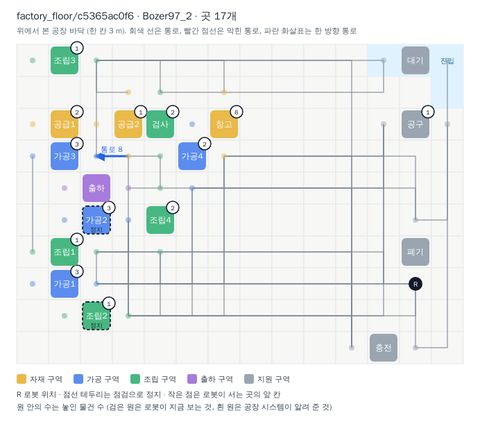 factory_floor/c5365ac0f6 · Bozer97_2 · 곳 17개
위에서 본 공장 바닥 (한 칸 3 m). 회색 선은 통로, 빨간 점선은 막힌 통로, 파란 화살표는 한 방향 통로
조립3 1 대기 진입
공급1 2 공급2 1 검사 2 창고 6 공구 1
가공3 3 통로 8 가공4 2
출하
가공2 3 정지 조립4 2
조립1 1 폐기
가공1 3 R
조립2 1 정지
충전
자재 구역 가공 구역 조립 구역 출하 구역 지원 구역
R 로봇 위치 · 점선 테두리는 점검으로 정지 · 작은 점은 로봇이 서는 곳의 앞 칸
원 안의 수는 놓인 물건 수 (검은 원은 로봇이 지금 보는 것, 흰 원은 공장 시스템이 알려 준 것)